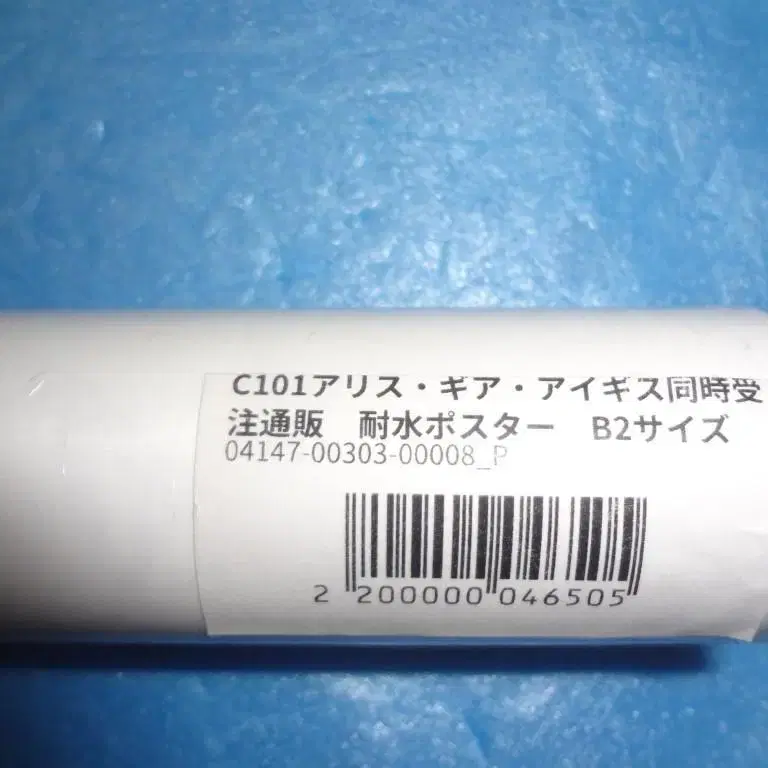 C101アリス・ギア・アイギス同時受
注通販　耐水ポスター　B2サイズ
04147-00303-00008_P
2 200000 046505